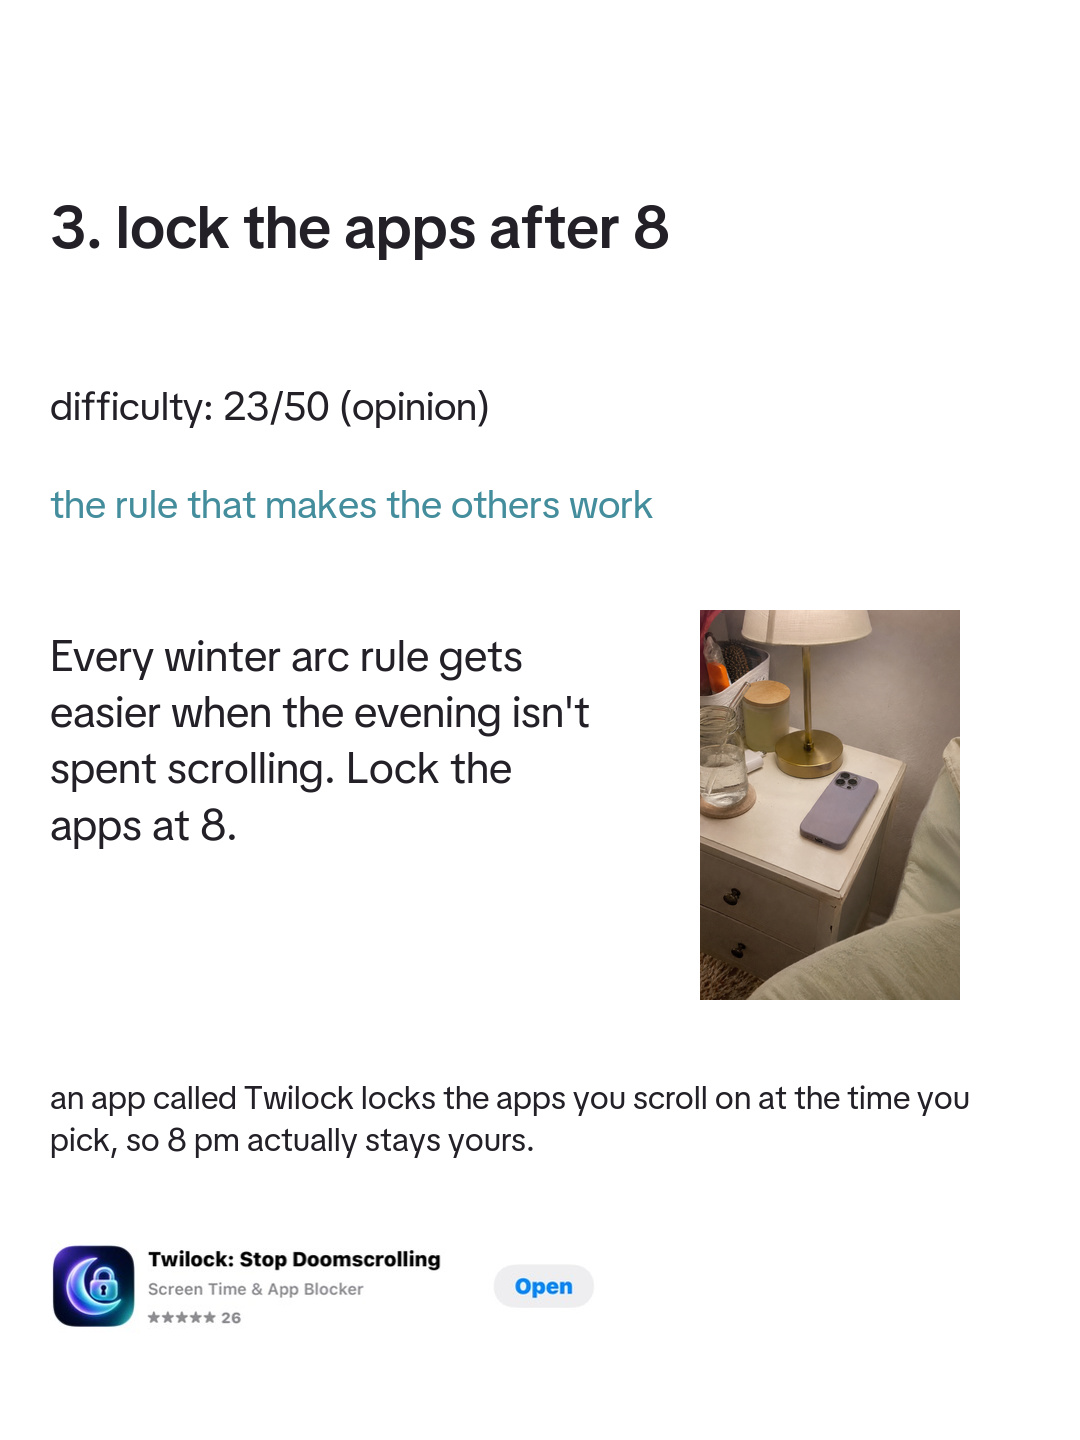 3. lock the apps after 8
difficulty: 23/50 (opinion)
the rule that makes the others work
Every winter arc rule gets
easier when the evening isn't
spent scrolling. Lock the
apps at 8.
an app called Twilock locks the apps you scroll on at the time you
pick, so 8 pm actually stays yours.
Twilock: Stop Doomscrolling
Screen Time & App Blocker
★★★★★ 26
Open